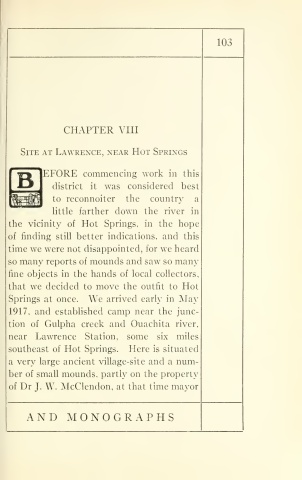 103
CHAPTER VIII
SITE AT LAWRENCE, NEAR HOT SPRINGS
BEFORE commencing work in this
district it was considered best
to reconnoiter the country a
little farther down the river in
the vicinity of Hot Springs, in the hope
of finding still better indications, and this
time we were not disappointed, for we heard
so many reports of mounds and saw so many
fine objects in the hands of local collectors,
that we decided to move the outfit to Hot
Springs at once. We arrived early in May
1917, and established camp near the junc-
tion of Gulpha creek and Ouachita river,
near Lawrence Station, some six miles
southeast of Hot Springs. Here is situated
a very large ancient village-site and a num-
ber of small mounds, partly on the property
of Dr J. W. McClendon, at that time mayor
AND MONOGRAPHS